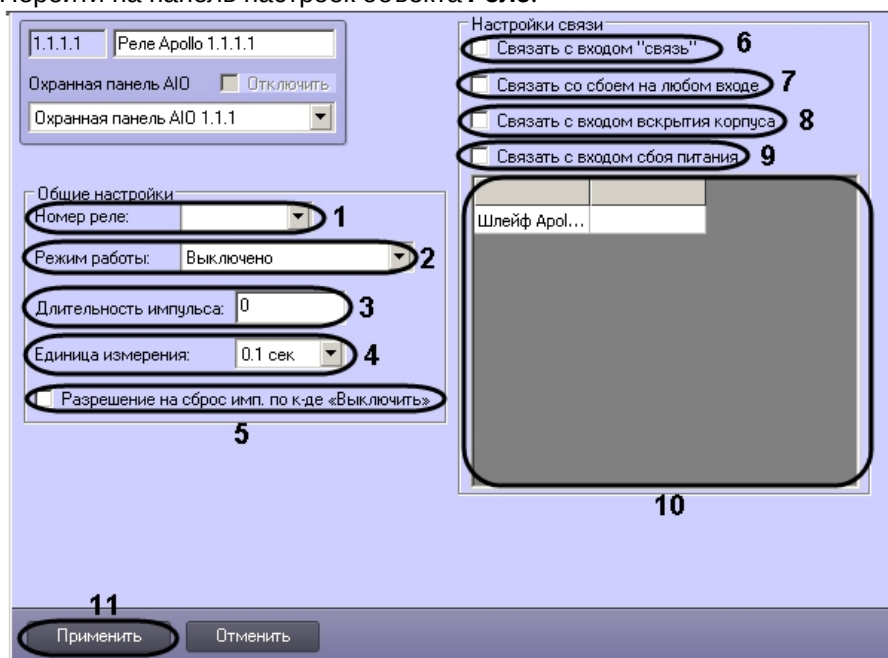 Перейти на панель настроек объекта Реле.
1.1.1.1 Реле Apollo 1.1.1.1
Охранная панель AIO Отключить
Охранная панель AIO 1.1.1
Общие настройки
Номер реле: 1
Режим работы: Выключено 2
Длительность импульса: 0 3
Единица измерения: 0.1 сек 4
Разрешение на сброс имп. по к-де «Выключить»
5
Настройки связи
Связать с входом "связь" 6
Связать со сбоем на любом входе 7
Связать с входом вскрытия корпуса 8
Связать с входом сбоя питания 9
Шлейф Apol...
10
11
Применить Отменить